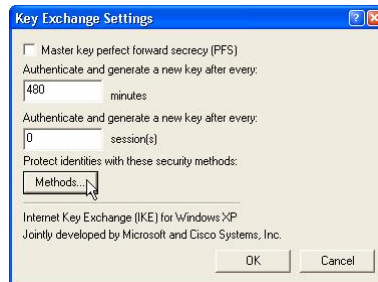 Key Exchange Settings
Master key perfect forward secrecy (PFS)
Authenticate and generate a new key after every:
480 minutes
Authenticate and generate a new key after every:
0 session(s)
Protect identities with these security methods:
Methods...
Internet Key Exchange (IKE) for Windows XP
Jointly developed by Microsoft and Cisco Systems, Inc.
OK Cancel